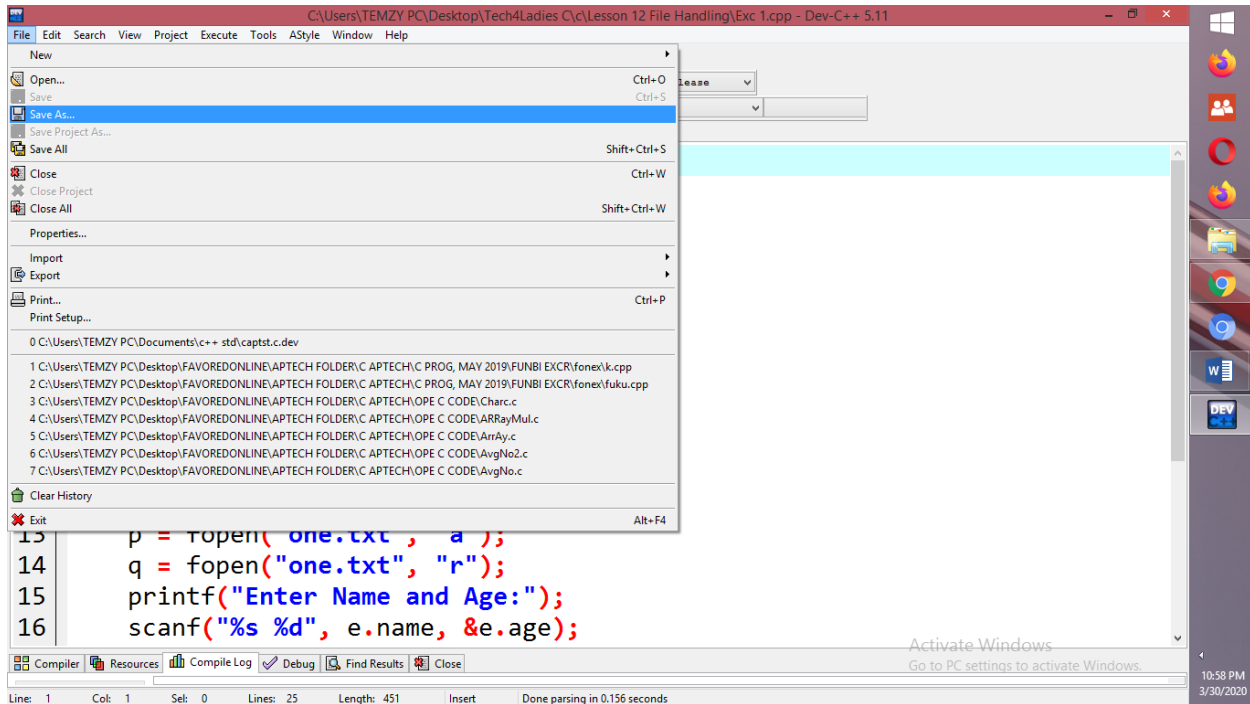 C:\Users\TEMZY PC\Desktop\Tech4Ladies C\c\Lesson 12 File Handling\Exc 1.cpp - Dev-C++ 5.11
File Edit Search View Project Execute Tools AStyle Window Help
New
Open... Ctrl+O
Save Ctrl+S
Save As...
Save Project As...
Save All Shift+Ctrl+S
Close Ctrl+W
Close Project
Close All Shift+Ctrl+W
Properties...
Import
Export
Print... Ctrl+P
Print Setup...
0 C:\Users\TEMZY PC\Documents\c++ std\captst.c.dev
1 C:\Users\TEMZY PC\Desktop\FAVOREDONLINE\APTECH FOLDER\C APTECH\C PROG, MAY 2019\FUNBI EXCR\fonex\k.cpp
2 C:\Users\TEMZY PC\Desktop\FAVOREDONLINE\APTECH FOLDER\C APTECH\C PROG, MAY 2019\FUNBI EXCR\fonex\fuku.cpp
3 C:\Users\TEMZY PC\Desktop\FAVOREDONLINE\APTECH FOLDER\C APTECH\OPE C CODE\Charc.c
4 C:\Users\TEMZY PC\Desktop\FAVOREDONLINE\APTECH FOLDER\C APTECH\OPE C CODE\ARRayMul.c
5 C:\Users\TEMZY PC\Desktop\FAVOREDONLINE\APTECH FOLDER\C APTECH\OPE C CODE\ArrAy.c
6 C:\Users\TEMZY PC\Desktop\FAVOREDONLINE\APTECH FOLDER\C APTECH\OPE C CODE\AvgNo2.c
7 C:\Users\TEMZY PC\Desktop\FAVOREDONLINE\APTECH FOLDER\C APTECH\OPE C CODE\AvgNo.c
Clear History
Exit Alt+F4
lease
13 p = fopen("one.txt", "a");
14 q = fopen("one.txt", "r");
15 printf("Enter Name and Age:");
16 scanf("%s %d", e.name, &e.age);
Activate Windows
Go to PC settings to activate Windows.
Compiler Resources Compile Log Debug Find Results Close
Line: 1 Col: 1 Sel: 0 Lines: 25 Length: 451 Insert Done parsing in 0.156 seconds
W
DEV
C++
10:58 PM
3/30/2020